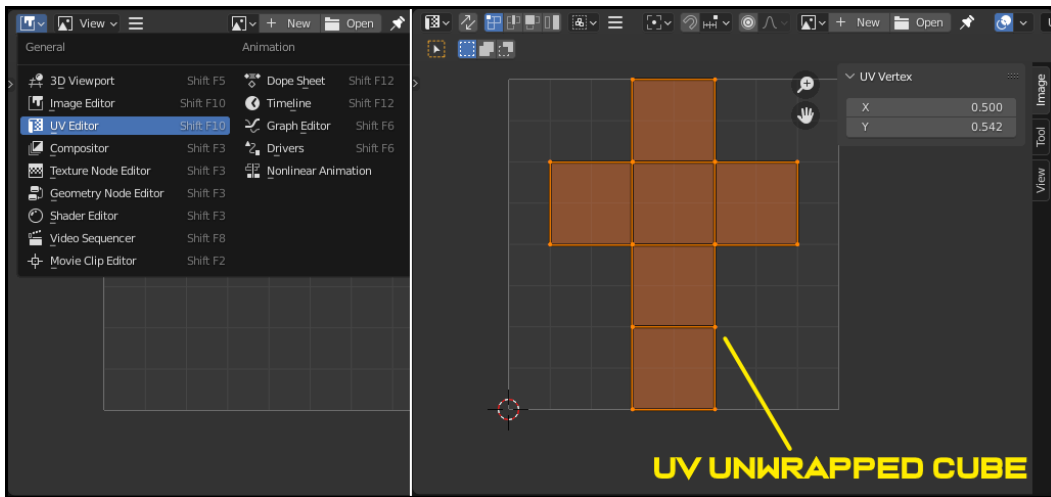 View
New
Open
General
Animation
3D Viewport Shift F5
Dope Sheet Shift F12
Image Editor Shift F10
Timeline Shift F12
UV Editor Shift F10
Graph Editor Shift F6
Compositor Shift F3
Drivers Shift F6
Texture Node Editor Shift F3
Nonlinear Animation
Geometry Node Editor Shift F3
Shader Editor Shift F3
Video Sequencer Shift F8
Movie Clip Editor Shift F2
New
Open
UV Vertex
X 0.500
Y 0.542
Image
Tool
View
UV UNWRAPPED CUBE